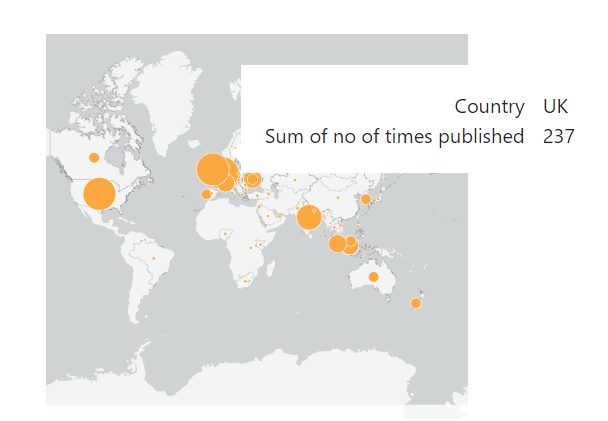 Country UK
Sum of no of times published 237